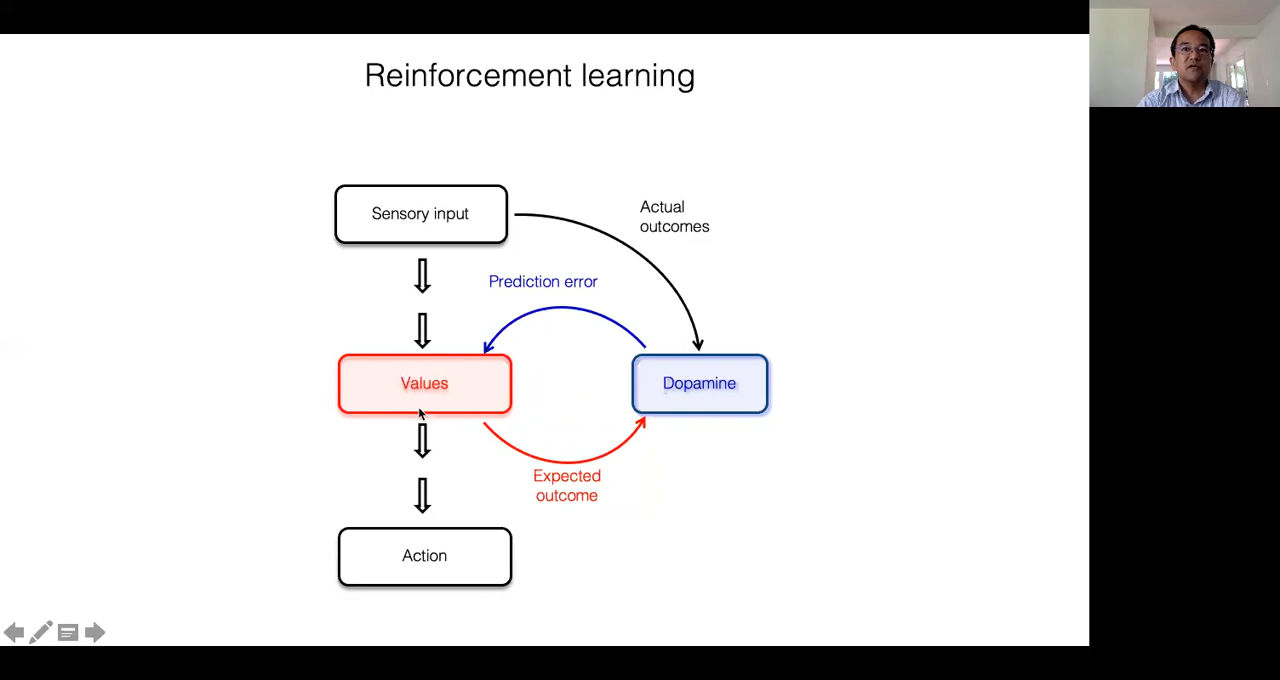 Reinforcement learning
Sensory input
Actual
outcomes
Prediction error
Values
Dopamine
Expected
outcome
Action